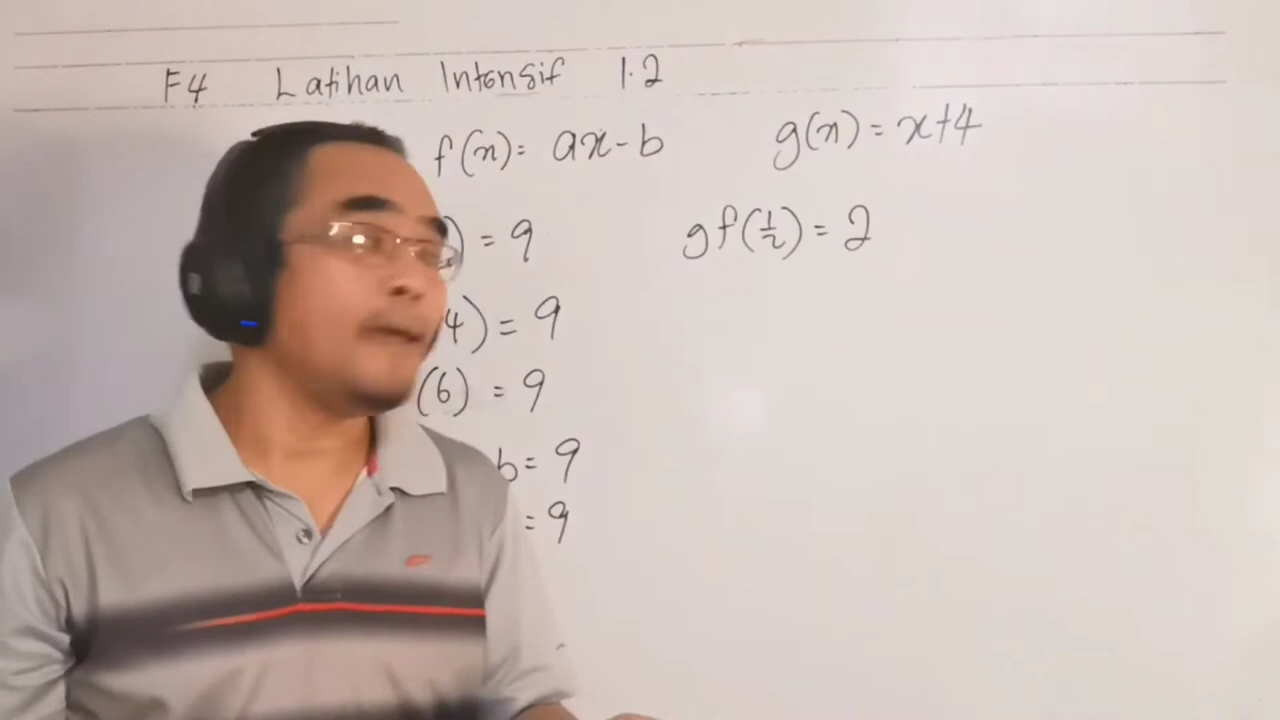 F4 Latihan Intensif 1.2
f(x) = ax - b g(x) = x+4
) = 9 gf(1/2) = 2
4) = 9
(6) = 9
b = 9
= 9